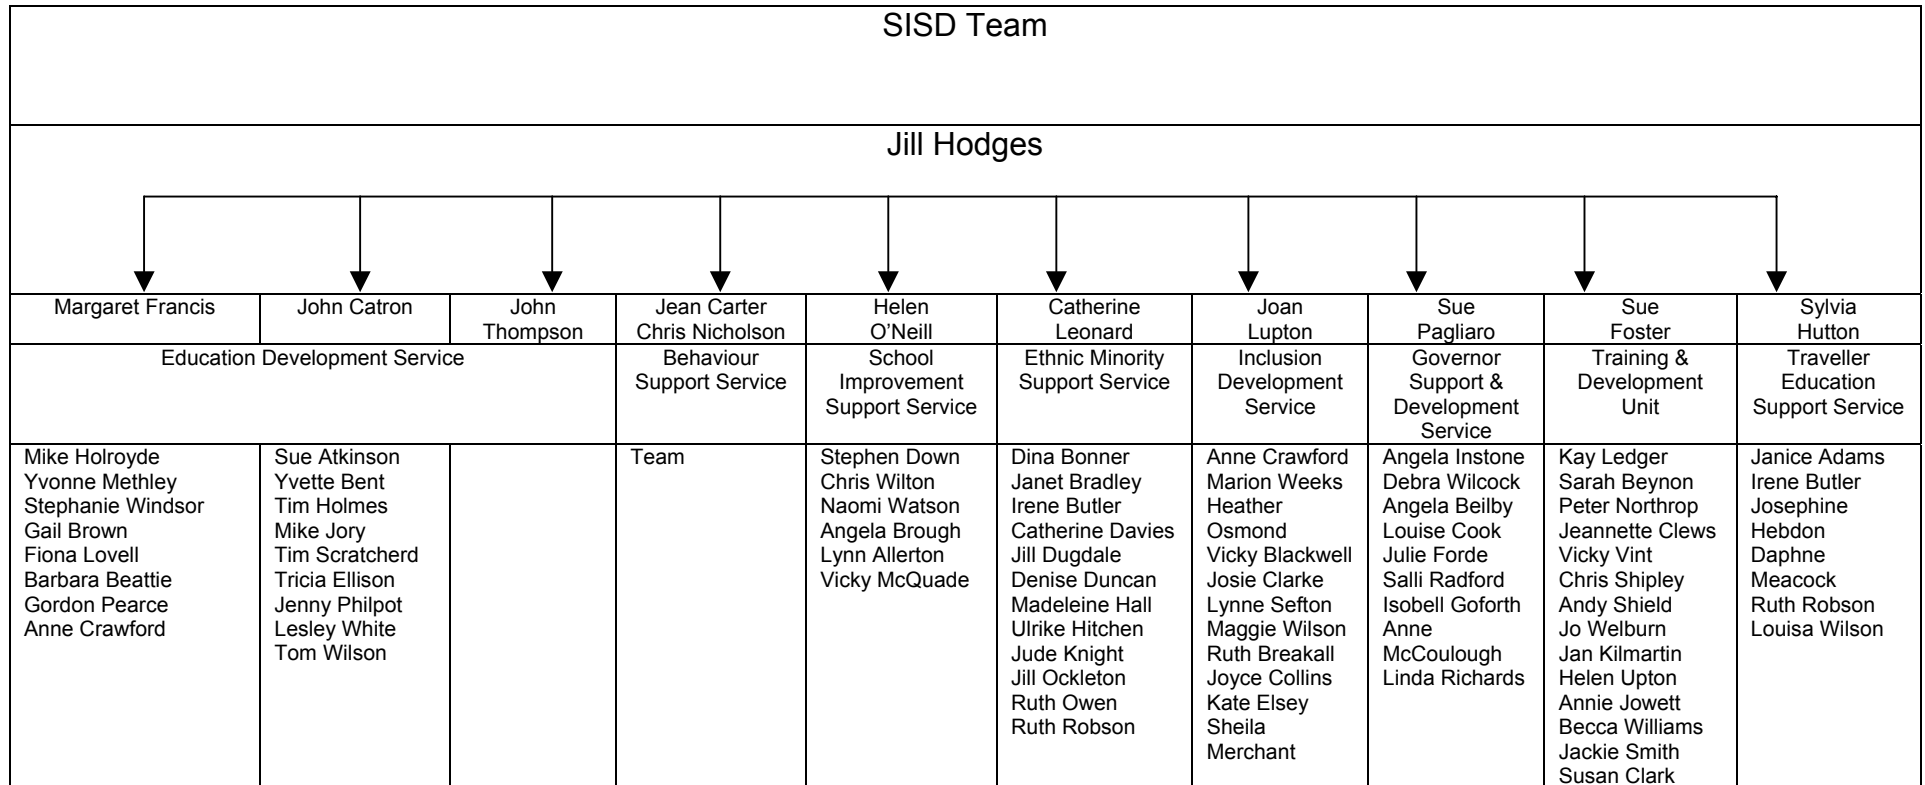 SISD Team
Jill Hodges
Margaret Francis
John Catron
John
Thompson
Jean Carter
Chris Nicholson
Helen
O’Neill
Catherine
Leonard
Joan
Lupton
Sue
Pagliaro
Sue
Foster
Sylvia
Hutton
Education Development Service
Behaviour
Support Service
School
Improvement
Support Service
Ethnic Minority
Support Service
Inclusion
Development
Service
Governor
Support &
Development
Service
Training &
Development
Unit
Traveller
Education
Support Service
Mike Holroyde
Yvonne Methley
Stephanie Windsor
Gail Brown
Fiona Lovell
Barbara Beattie
Gordon Pearce
Anne Crawford
Sue Atkinson
Yvette Bent
Tim Holmes
Mike Jory
Tim Scratcherd
Tricia Ellison
Jenny Philpot
Lesley White
Tom Wilson
Team
Stephen Down
Chris Wilton
Naomi Watson
Angela Brough
Lynn Allerton
Vicky McQuade
Dina Bonner
Janet Bradley
Irene Butler
Catherine Davies
Jill Dugdale
Denise Duncan
Madeleine Hall
Ulrike Hitchen
Jude Knight
Jill Ockleton
Ruth Owen
Ruth Robson
Anne Crawford
Marion Weeks
Heather
Osmond
Vicky Blackwell
Josie Clarke
Lynne Sefton
Maggie Wilson
Ruth Breakall
Joyce Collins
Kate Elsey
Sheila
Merchant
Angela Instone
Debra Wilcock
Angela Beilby
Louise Cook
Julie Forde
Salli Radford
Isobell Goforth
Anne
McCoulough
Linda Richards
Kay Ledger
Sarah Beynon
Peter Northrop
Jeannette Clews
Vicky Vint
Chris Shipley
Andy Shield
Jo Welburn
Jan Kilmartin
Helen Upton
Annie Jowett
Becca Williams
Jackie Smith
Susan Clark
Janice Adams
Irene Butler
Josephine
Hebdon
Daphne
Meacock
Ruth Robson
Louisa Wilson